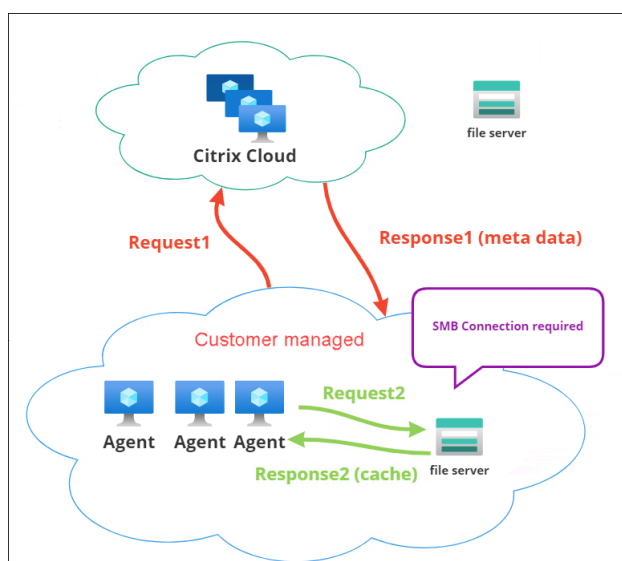 Citrix Cloud
file server
Request1
Response1 (meta data)
SMB Connection required
Customer managed
Request2
Agent
Agent
Agent
file server
Response2 (cache)